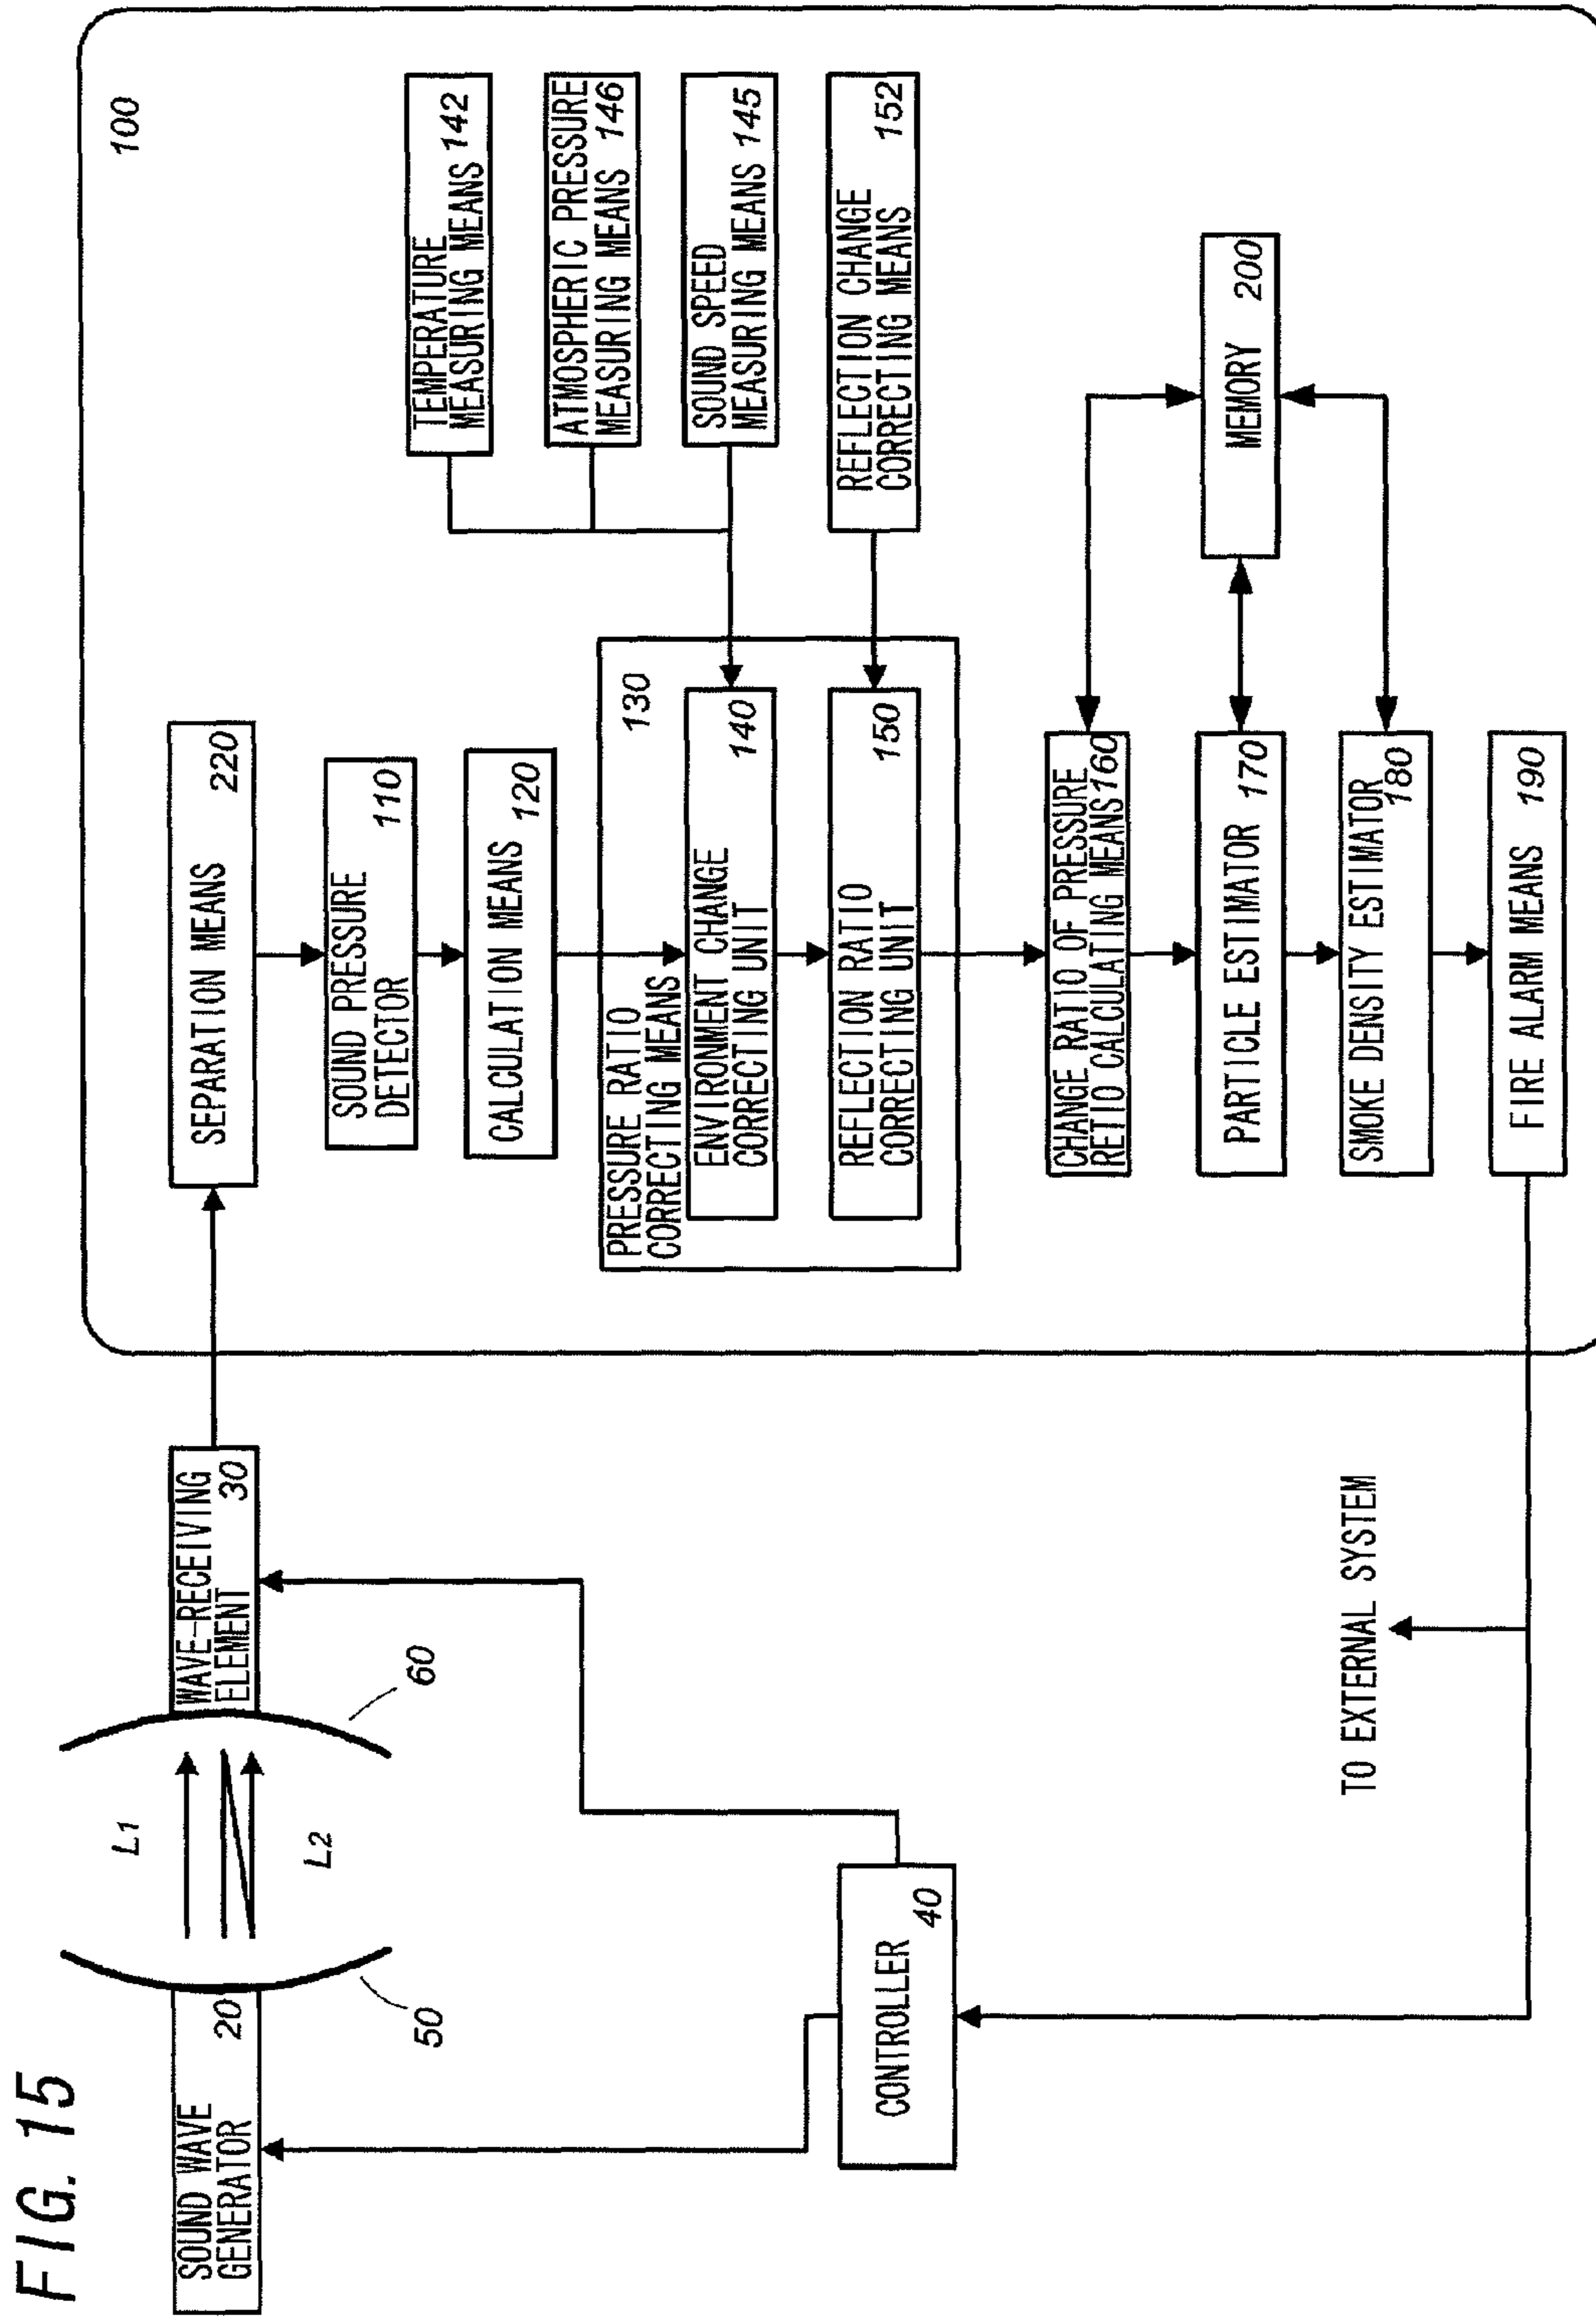 FIG. 15
SOUND WAVE
GENERATOR
20
50
L1
L2
60
WAVE-RECEIVING
ELEMENT
30
CONTROLLER
40
TO EXTERNAL SYSTEM
100
SEPARATION MEANS
220
SOUND PRESSURE
DETECTOR
110
CALCULATION MEANS
120
PRESSURE RATIO
CORRECTING MEANS
130
ENVIRONMENT CHANGE
CORRECTING UNIT
140
REFLECTION RATIO
CORRECTING UNIT
150
TEMPERATURE
MEASURING MEANS 142
ATMOSPHERIC PRESSURE
MEASURING MEANS 146
SOUND SPEED
MEASURING MEANS 145
REFLECTION CHANGE
CORRECTING MEANS
152
CHANGE RATIO OF PRESSURE
RETIO CALCULATING MEANS 160
PARTICLE ESTIMATOR
170
SMOKE DENSITY ESTIMATOR
180
FIRE ALARM MEANS
190
MEMORY
200